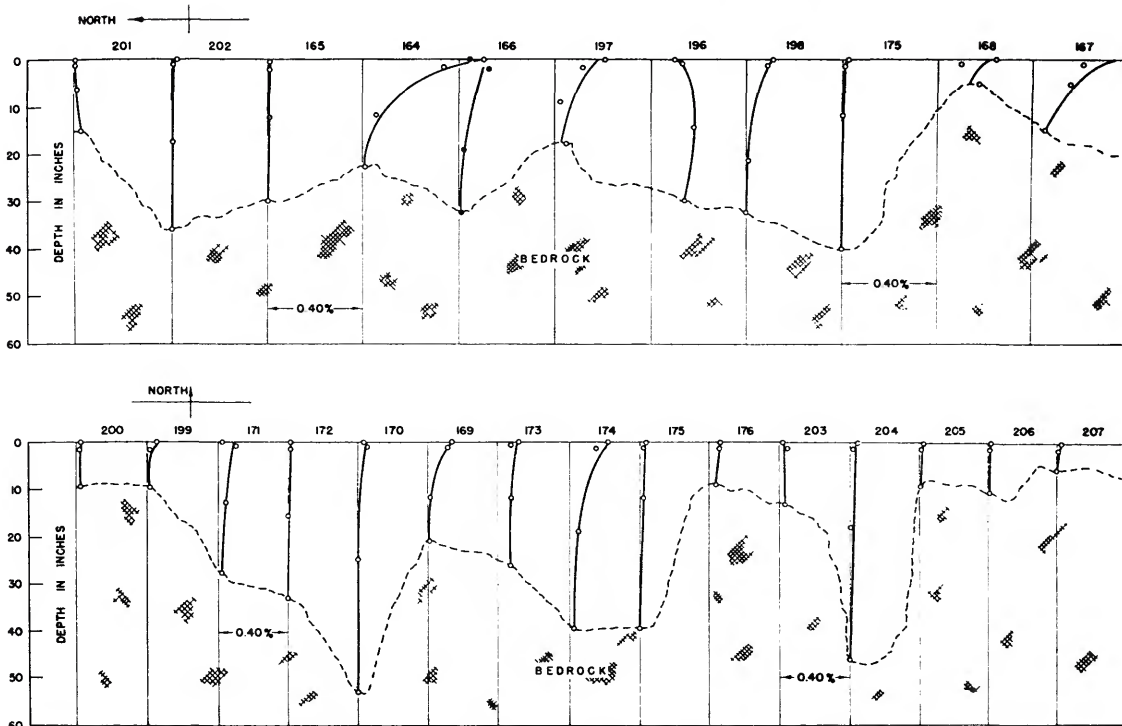 NORTH
201 202 165 164 166 197 196 198 175 168 167
0
10
20
30
40
50
60
DEPTH IN INCHES
BEDROCK
0.40% 0.40%
NORTH
200 199 171 172 170 169 173 174 175 176 203 204 205 206 207
0
10
20
30
40
50
60
DEPTH IN INCHES
0.40% 0.40%
BEDROCK